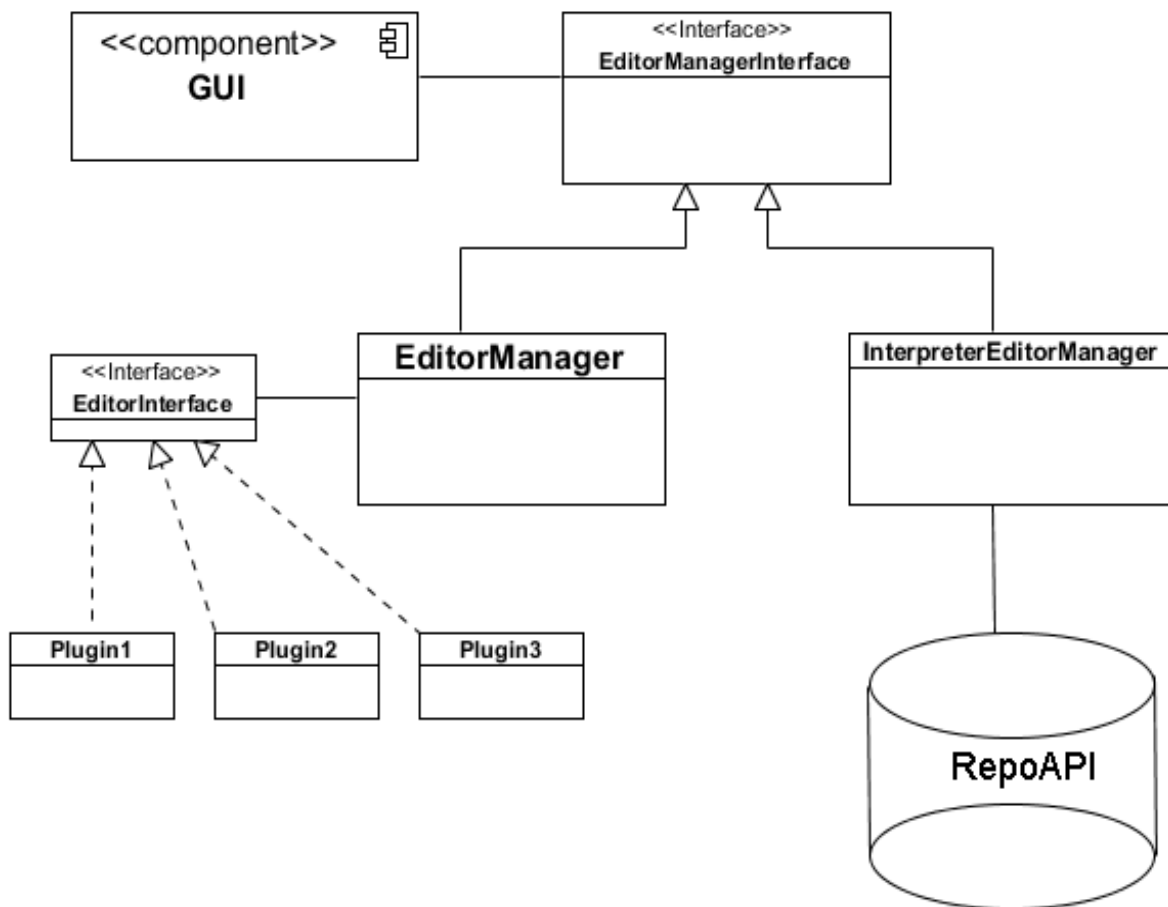 <<component>>
GUI
<<Interface>>
EditorManagerInterface
EditorManager
InterpreterEditorManager
<<Interface>>
EditorInterface
Plugin1
Plugin2
Plugin3
RepoAPI